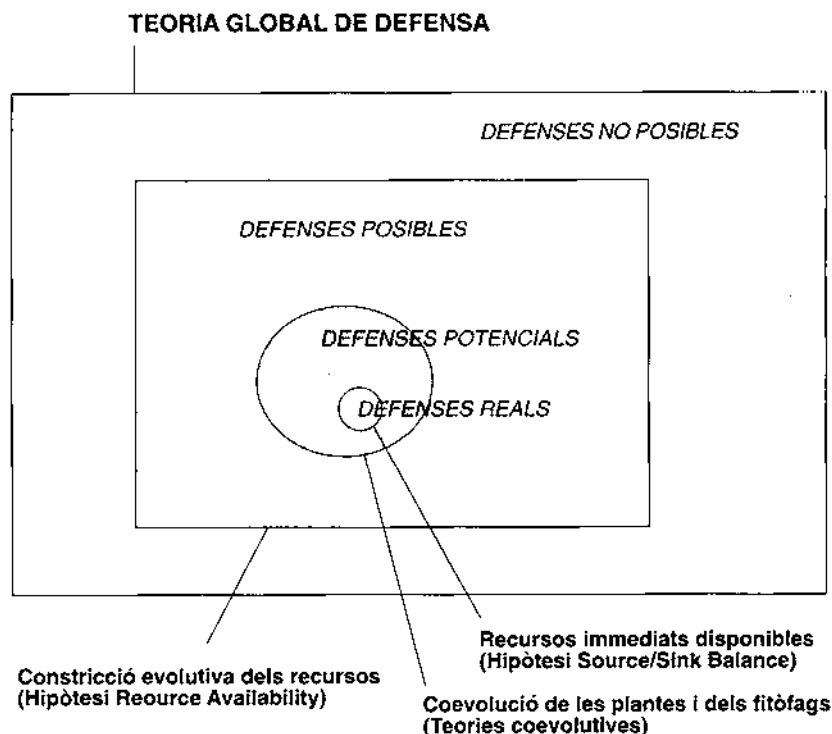 TEORIA GLOBAL DE DEFENSA
DEFENSES NO POSIBLES
DEFENSES POSIBLES
DEFENSES POTENCIALS
DEFENSES REALS
Recursos immediats disponibles
(Hipòtesi Source/Sink Balance)
Constricció evolutiva dels recursos
(Hipòtesi Reource Availability)
Coevolució de les plantes i dels fitòfags
(Teories coevolutives)